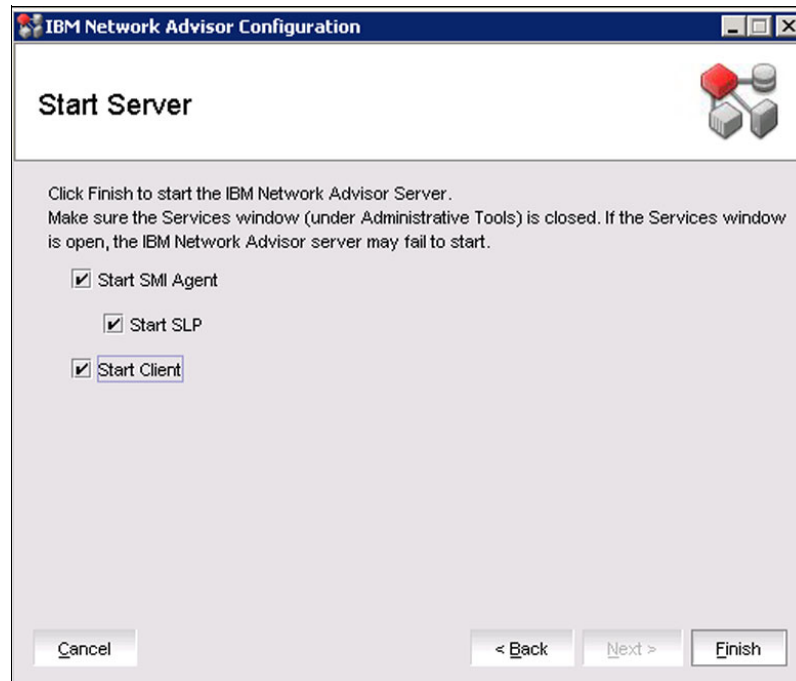 IBM Network Advisor Configuration
Start Server
Click Finish to start the IBM Network Advisor Server.
Make sure the Services window (under Administrative Tools) is closed. If the Services window
is open, the IBM Network Advisor server may fail to start.
Start SMI Agent
Start SLP
Start Client
Cancel
< Back
Next >
Finish